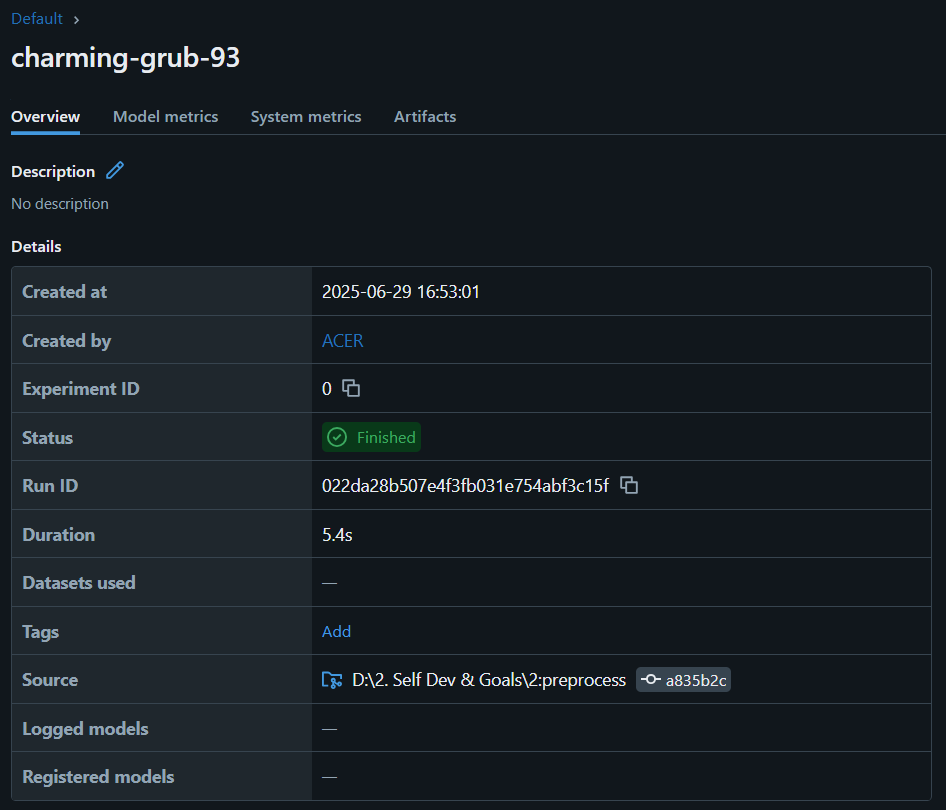 Default >
charming-grub-93
Overview Model metrics System metrics Artifacts
Description
No description
Details
Created at 2025-06-29 16:53:01
Created by ACER
Experiment ID 0
Status Finished
Run ID 022da28b507e4f3fb031e754abf3c15f
Duration 5.4s
Datasets used —
Tags Add
Source D:\2. Self Dev & Goals\2:preprocess a835b2c
Logged models —
Registered models —